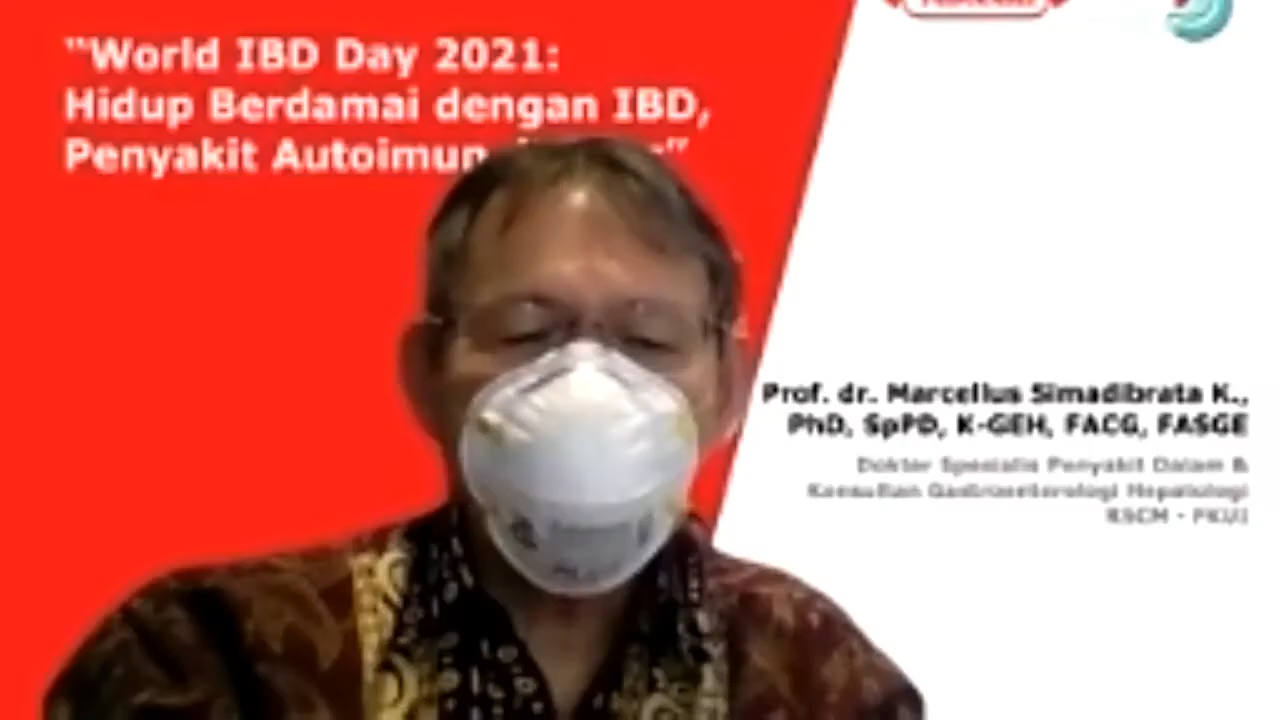 "World IBD Day 2021:
Hidup Berdamai dengan IBD,
Penyakit Autoimun
Prof. dr. Marcellus Simadibrata K.,
PhD, SpPD, K-GEH, FACG, FASGE
Dokter Spesialis Penyakit Dalam &
Konsultan Gastroenterologi Hepatologi
RSCM - FKUI